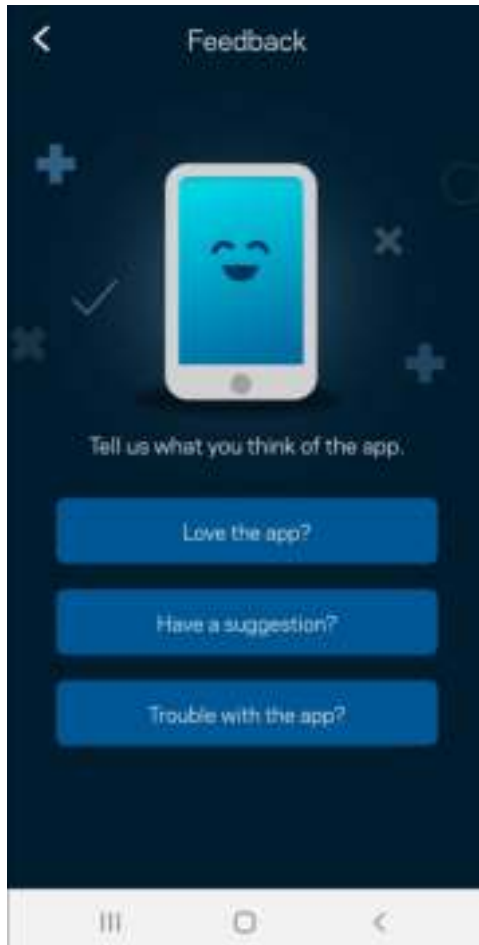 Feedback
Tell us what you think of the app.
Love the app?
Have a suggestion?
Trouble with the app?